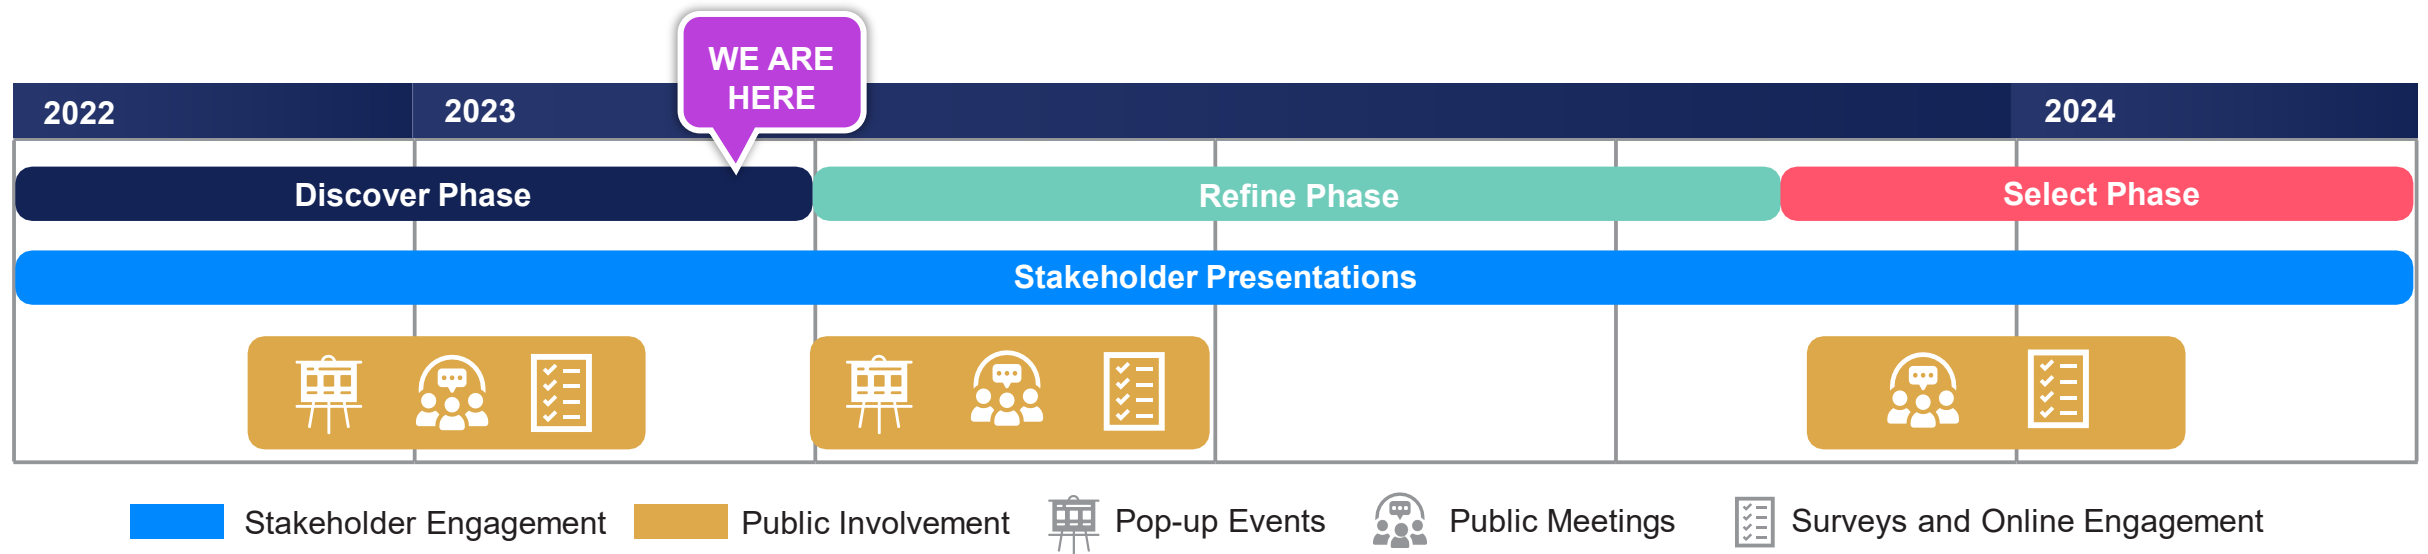 WE ARE
HERE
2022
2023
2024
Discover Phase
Refine Phase
Select Phase
Stakeholder Presentations
Stakeholder Engagement
Public Involvement
Pop-up Events
Public Meetings
Surveys and Online Engagement